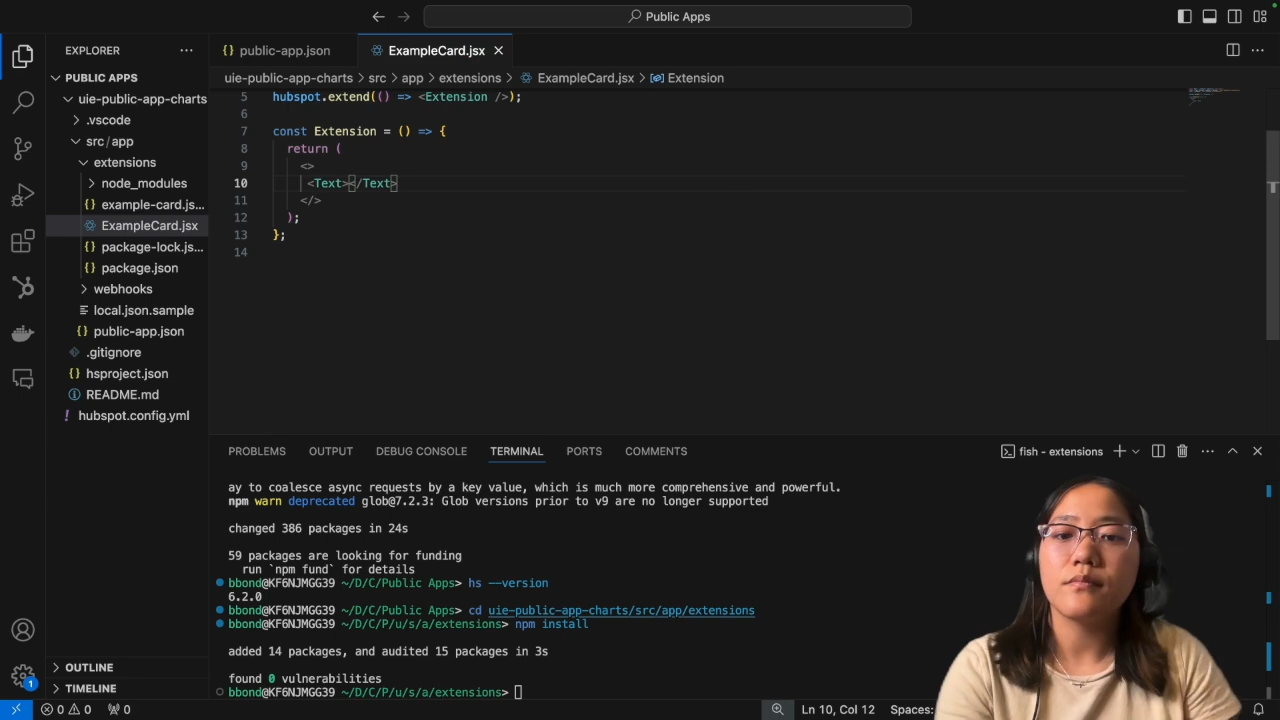 Public Apps
EXPLORER
PUBLIC APPS
uie-public-app-charts
.vscode
src/app
extensions
node_modules
example-card.js...
ExampleCard.jsx
package-lock.js...
package.json
webhooks
local.json.sample
public-app.json
.gitignore
hsproject.json
README.md
hubspot.config.yml
OUTLINE
TIMELINE
public-app.json
ExampleCard.jsx
uie-public-app-charts > src > app > extensions > ExampleCard.jsx > Extension
5 hubspot.extend(() => <Extension />);
6
7 const Extension = () => {
8 return (
9 <>
10 <Text></Text>
11 </>
12 );
13 };
14
PROBLEMS OUTPUT DEBUG CONSOLE TERMINAL PORTS COMMENTS
fish - extensions
ay to coalesce async requests by a key value, which is much more comprehensive and powerful.
npm warn deprecated glob@7.2.3: Glob versions prior to v9 are no longer supported
changed 386 packages in 24s
59 packages are looking for funding
run `npm fund` for details
bbond@KF6NJMGG39 ~/D/C/Public Apps> hs --version
6.2.0
bbond@KF6NJMGG39 ~/D/C/Public Apps> cd uie-public-app-charts/src/app/extensions
bbond@KF6NJMGG39 ~/D/C/P/u/s/a/extensions> npm install
added 14 packages, and audited 15 packages in 3s
found 0 vulnerabilities
bbond@KF6NJMGG39 ~/D/C/P/u/s/a/extensions>
1
0 0 0
Ln 10, Col 12 Spaces: